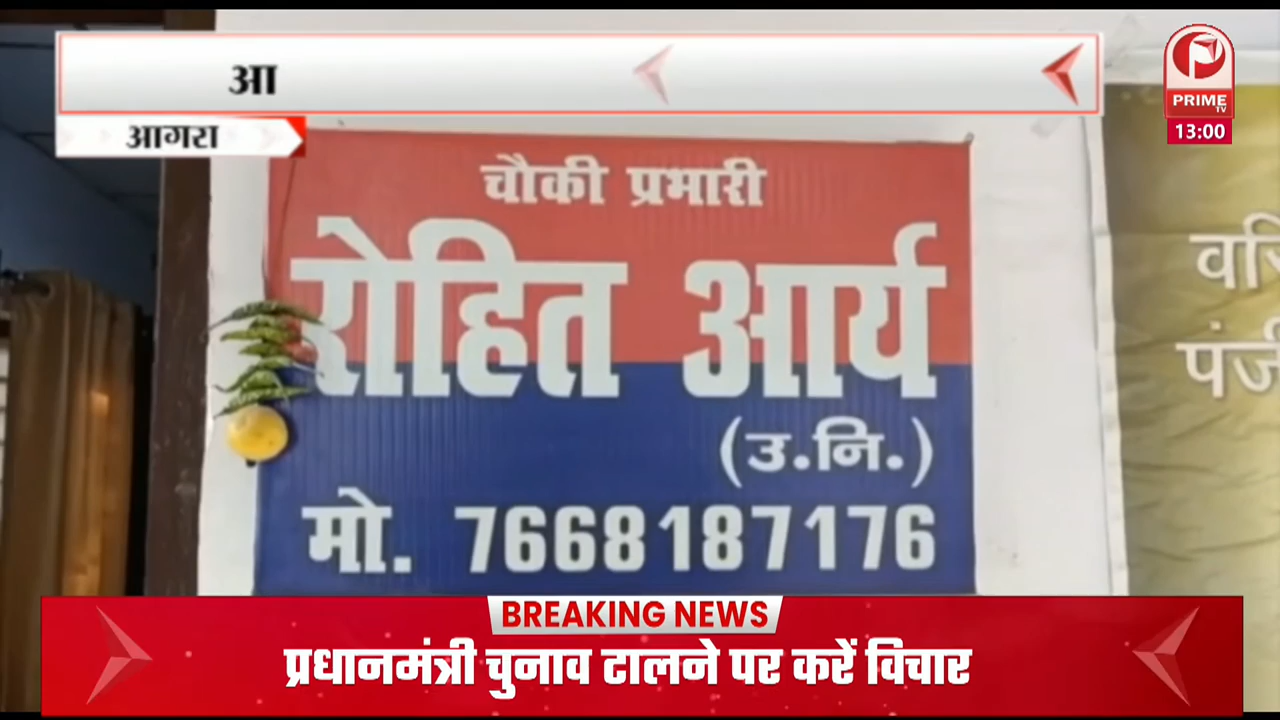 आ
PRIME
TV
13:00
आगरा
चौकी प्रभारी
रोहित आर्य
(उ.नि.)
मो. 7668187176
BREAKING NEWS
प्रधानमंत्री चुनाव टालने पर करें विचार